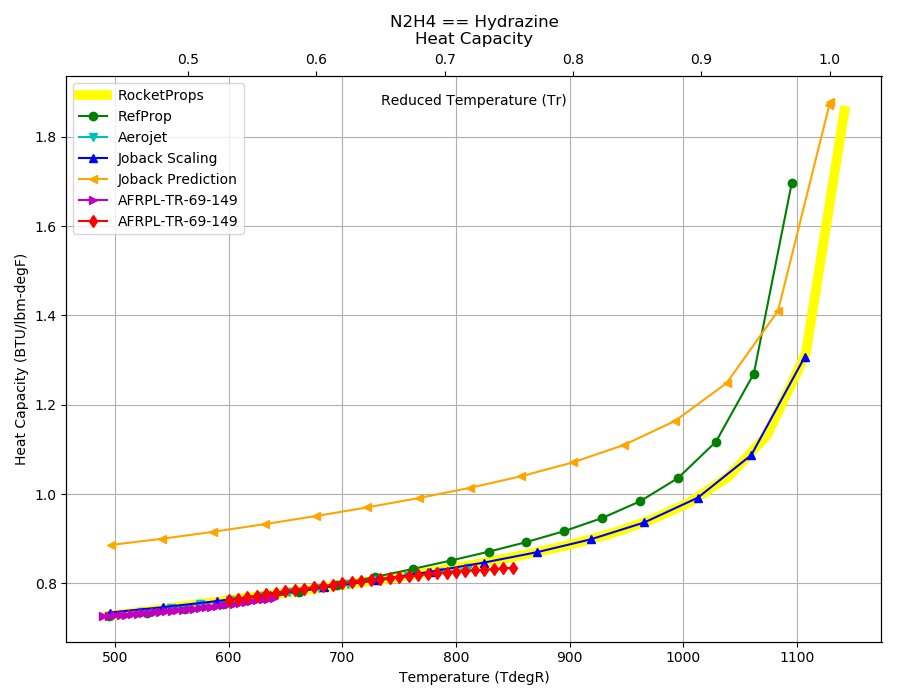 N2H4 == Hydrazine
Heat Capacity
0.5 0.6 0.7 0.8 0.9 1.0
Reduced Temperature (Tr)
RocketProps
RefProp
Aerojet
Joback Scaling
Joback Prediction
AFRPL-TR-69-149
AFRPL-TR-69-149
Heat Capacity (BTU/lbm-degF)
1.8
1.6
1.4
1.2
1.0
0.8
500 600 700 800 900 1000 1100
Temperature (TdegR)